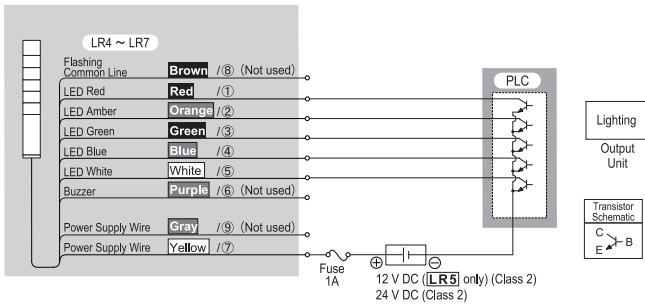 LR4 ~ LR7
Flashing
Common Line Brown /⑧ (Not used)
LED Red Red /①
LED Amber Orange /②
LED Green Green /③
LED Blue Blue /④
LED White White /⑤
Buzzer Purple /⑥ (Not used)
Power Supply Wire Gray /⑨ (Not used)
Power Supply Wire Yellow /⑦
Fuse
1A
⊕ ⊖
12 V DC (LR5 only) (Class 2)
24 V DC (Class 2)
PLC
Lighting
Output
Unit
Transistor
Schematic
C
B
E